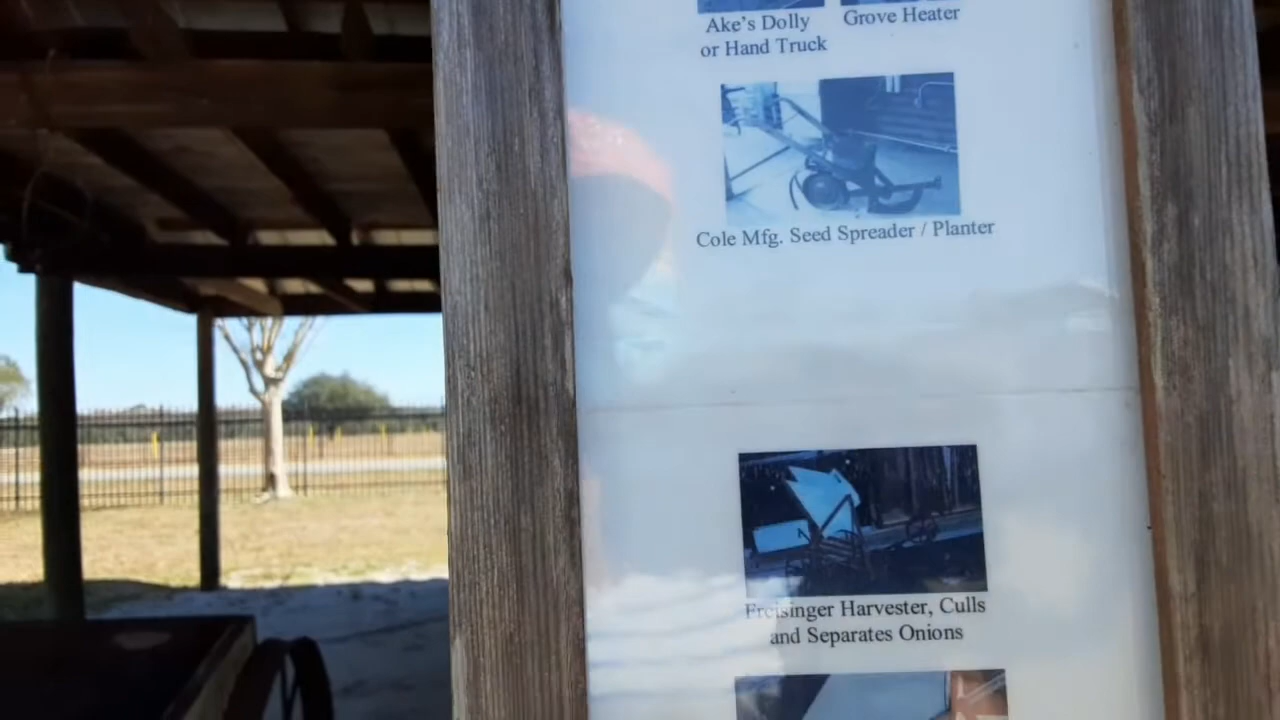 Ake's Dolly
or Hand Truck
Grove Heater
Cole Mfg. Seed Spreader / Planter
Freisinger Harvester, Culls
and Separates Onions